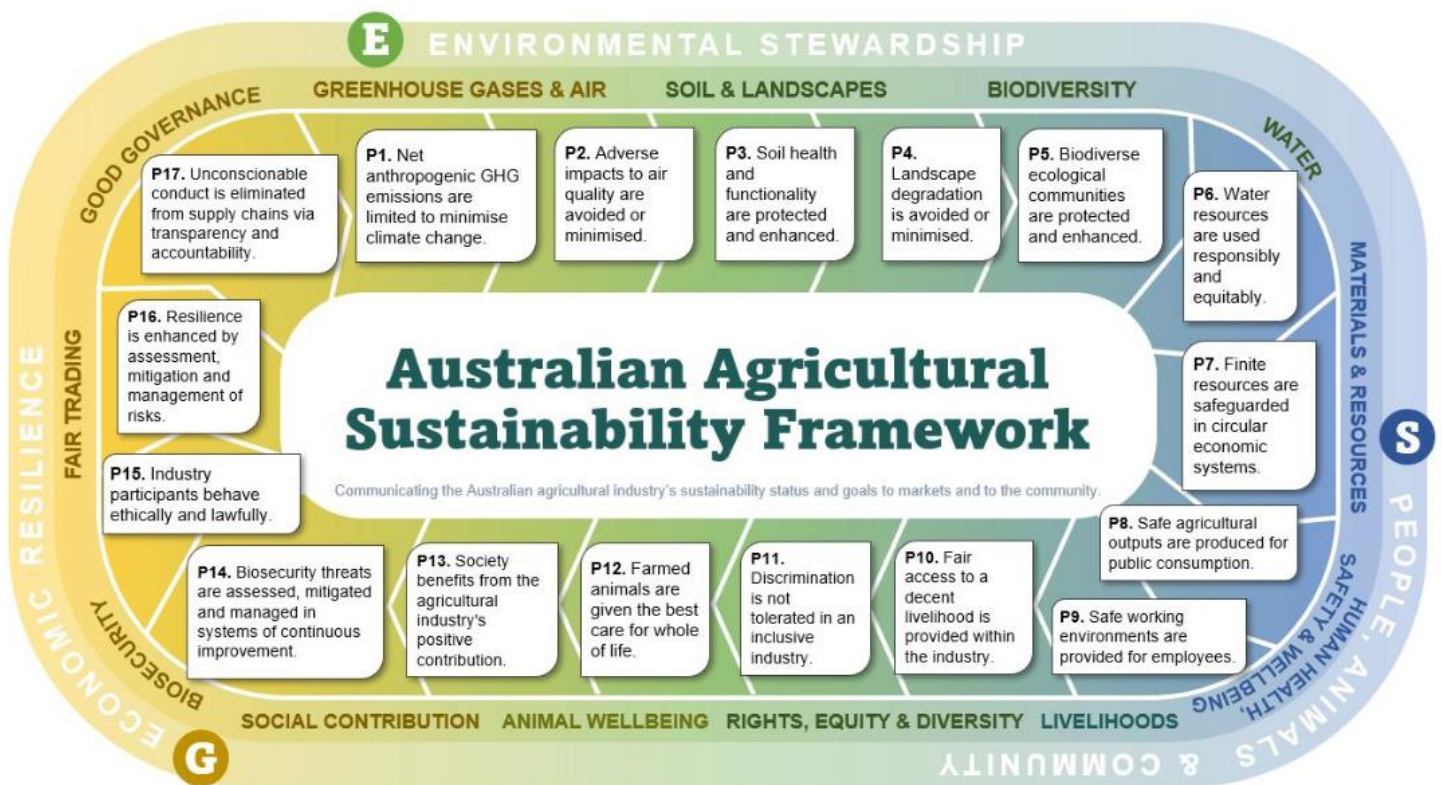 E ENVIRONMENTAL STEWARDSHIP
GREENHOUSE GASES & AIR
SOIL & LANDSCAPES
BIODIVERSITY
WATER
MATERIALS & RESOURCES
S PEOPLE, ANIMALS & COMMUNITY
HUMAN HEALTH,
SAFETY & WELLBEING
LIVELIHOODS
RIGHTS, EQUITY & DIVERSITY
ANIMAL WELLBEING
SOCIAL CONTRIBUTION
G ECONOMIC RESILIENCE
BIOSECURITY
FAIR TRADING
GOOD GOVERNANCE
P1. Net
anthropogenic GHG
emissions are
limited to minimise
climate change.
P2. Adverse
impacts to air
quality are
avoided or
minimised.
P3. Soil health
and
functionality
are protected
and enhanced.
P4.
Landscape
degradation
is avoided or
minimised.
P5. Biodiverse
ecological
communities
are protected
and enhanced.
P6. Water
resources
are used
responsibly
and
equitably.
P7. Finite
resources are
safeguarded
in circular
economic
systems.
P8. Safe agricultural
outputs are produced for
public consumption.
P9. Safe working
environments are
provided for employees.
P10. Fair
access to a
decent
livelihood is
provided within
the industry.
P11.
Discrimination
is not
tolerated in an
inclusive
industry.
P12. Farmed
animals are
given the best
care for whole
of life.
P13. Society
benefits from the
agricultural
industry's
positive
contribution.
P14. Biosecurity threats
are assessed, mitigated
and managed in
systems of continuous
improvement.
P15. Industry
participants behave
ethically and lawfully.
P16. Resilience
is enhanced by
assessment,
mitigation and
management of
risks.
P17. Unconscionable
conduct is eliminated
from supply chains via
transparency and
accountability.
Australian Agricultural
Sustainability Framework
Communicating the Australian agricultural industry's sustainability status and goals to markets and to the community.